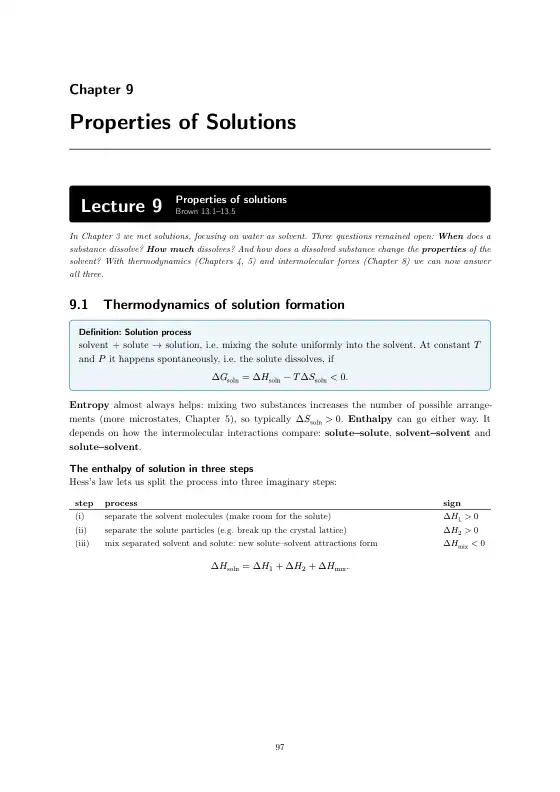 Chapter 9
Properties of Solutions
Lecture 9 Properties of solutions
Brown 13.1–13.5
In Chapter 3 we met solutions, focusing on water as solvent. Three questions remained open: When does a
substance dissolve? How much dissolves? And how does a dissolved substance change the properties of the
solvent? With thermodynamics (Chapters 4, 5) and intermolecular forces (Chapter 8) we can now answer
all three.
9.1 Thermodynamics of solution formation
Definition: Solution process
solvent + solute → solution, i.e. mixing the solute uniformly into the solvent. At constant T
and P it happens spontaneously, i.e. the solute dissolves, if
ΔG_soln = ΔH_soln − TΔS_soln < 0.
Entropy almost always helps: mixing two substances increases the number of possible arrange-
ments (more microstates, Chapter 5), so typically ΔS_soln > 0. Enthalpy can go either way. It
depends on how the intermolecular interactions compare: solute–solute, solvent–solvent and
solute–solvent.
The enthalpy of solution in three steps
Hess's law lets us split the process into three imaginary steps:
step process sign
(i) separate the solvent molecules (make room for the solute) ΔH₁ > 0
(ii) separate the solute particles (e.g. break up the crystal lattice) ΔH₂ > 0
(iii) mix separated solvent and solute: new solute–solvent attractions form ΔH_mix < 0
ΔH_soln = ΔH₁ + ΔH₂ + ΔH_mix.
97